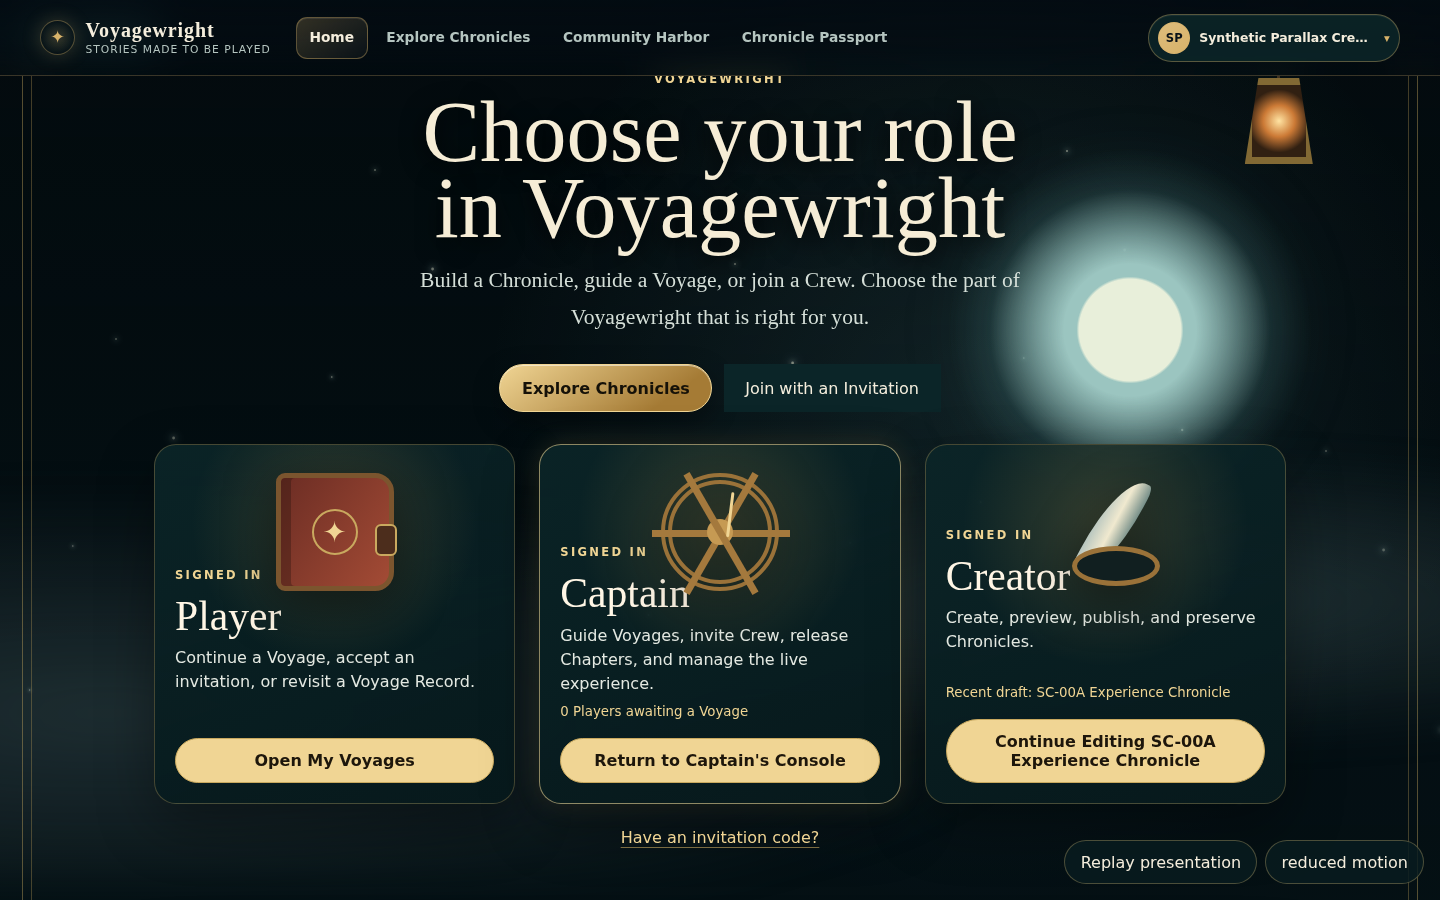 Voyagewright
STORIES MADE TO BE PLAYED
Home
Explore Chronicles
Community Harbor
Chronicle Passport
SP
Synthetic Parallax Cre...
VOYAGEWRIGHT
Choose your role
in Voyagewright
Build a Chronicle, guide a Voyage, or join a Crew. Choose the part of
Voyagewright that is right for you.
Explore Chronicles
Join with an Invitation
SIGNED IN
Player
Continue a Voyage, accept an
invitation, or revisit a Voyage Record.
Open My Voyages
SIGNED IN
Captain
Guide Voyages, invite Crew, release
Chapters, and manage the live
experience.
0 Players awaiting a Voyage
Return to Captain's Console
SIGNED IN
Creator
Create, preview, publish, and preserve
Chronicles.
Recent draft: SC-00A Experience Chronicle
Continue Editing SC-00A
Experience Chronicle
Have an invitation code?
Replay presentation
reduced motion